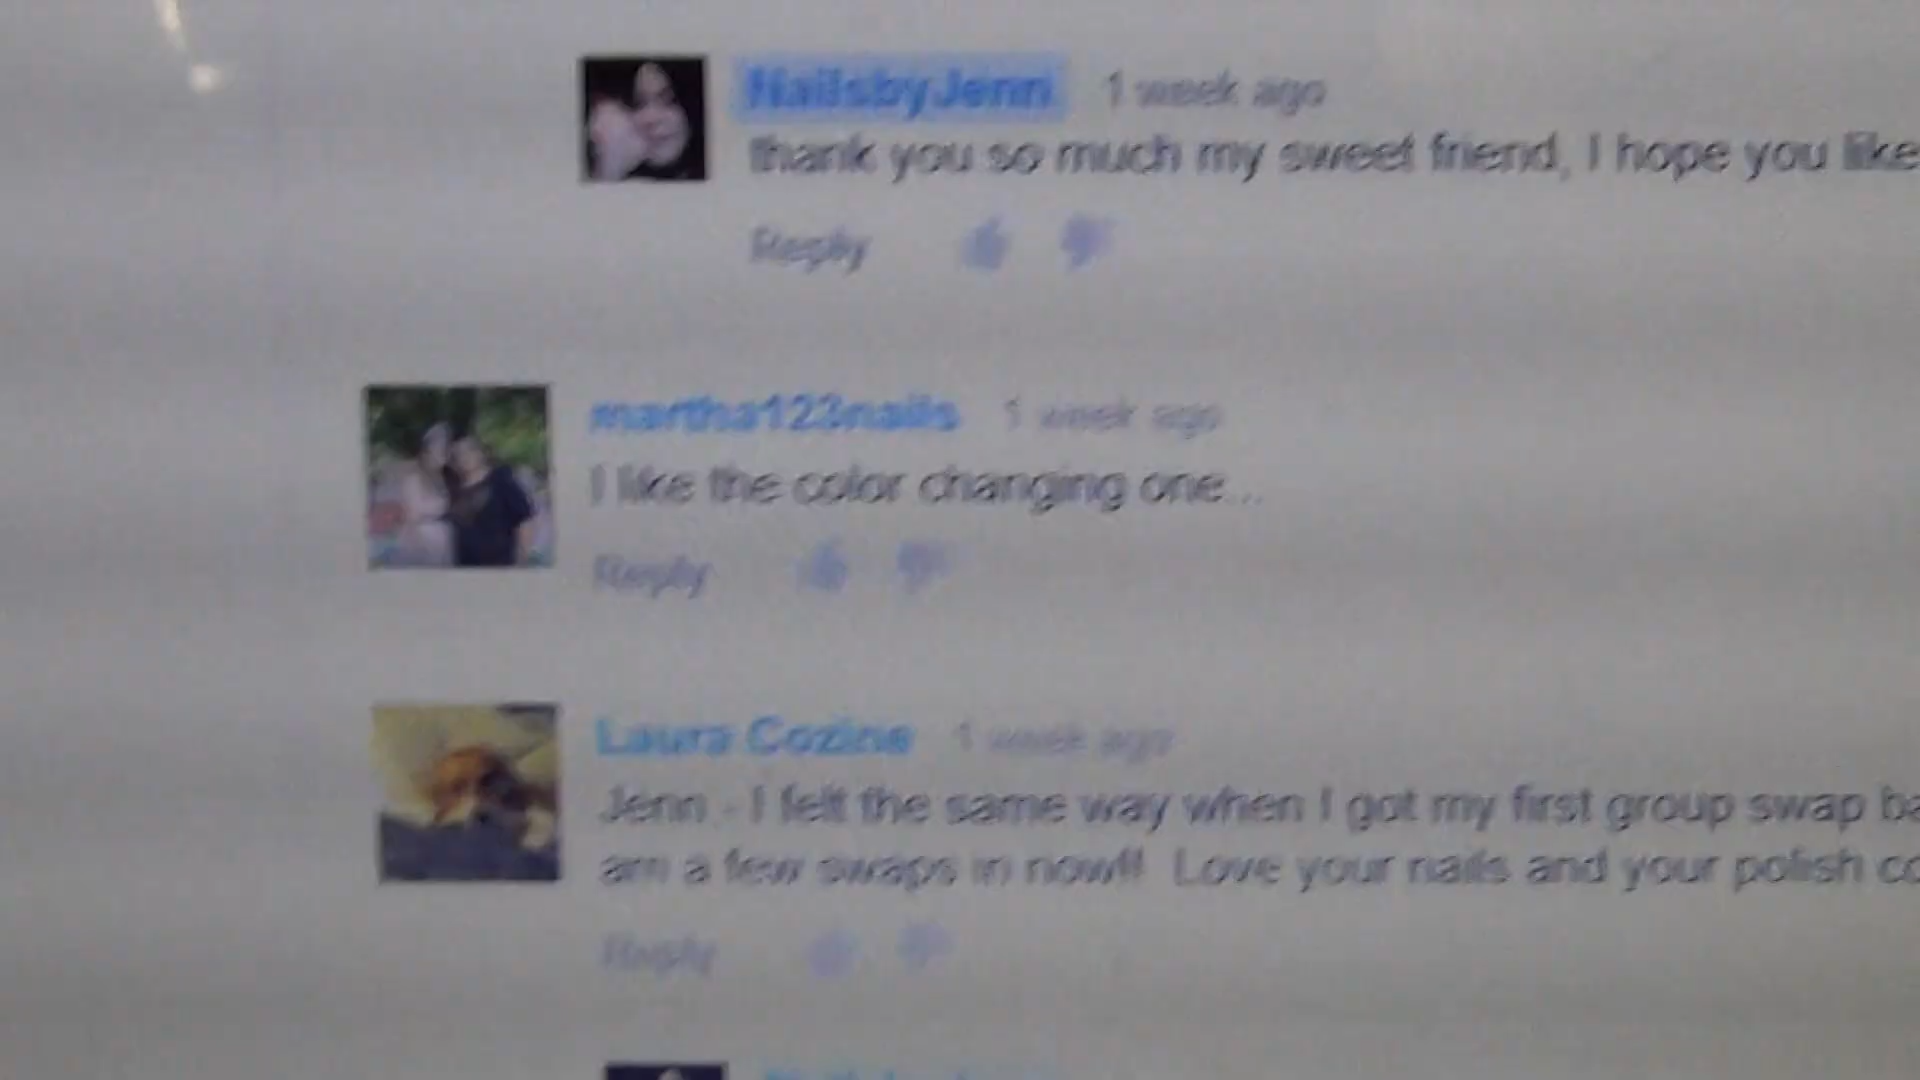 NailsbyJenn 1 week ago
thank you so much my sweet friend, I hope you like
Reply
martha123nails 1 week ago
I like the color changing one...
Reply
Laura Cozine 1 week ago
Jenn - I felt the same way when I got my first group swap
am a few swaps in now!! Love your nails and your polish
Reply